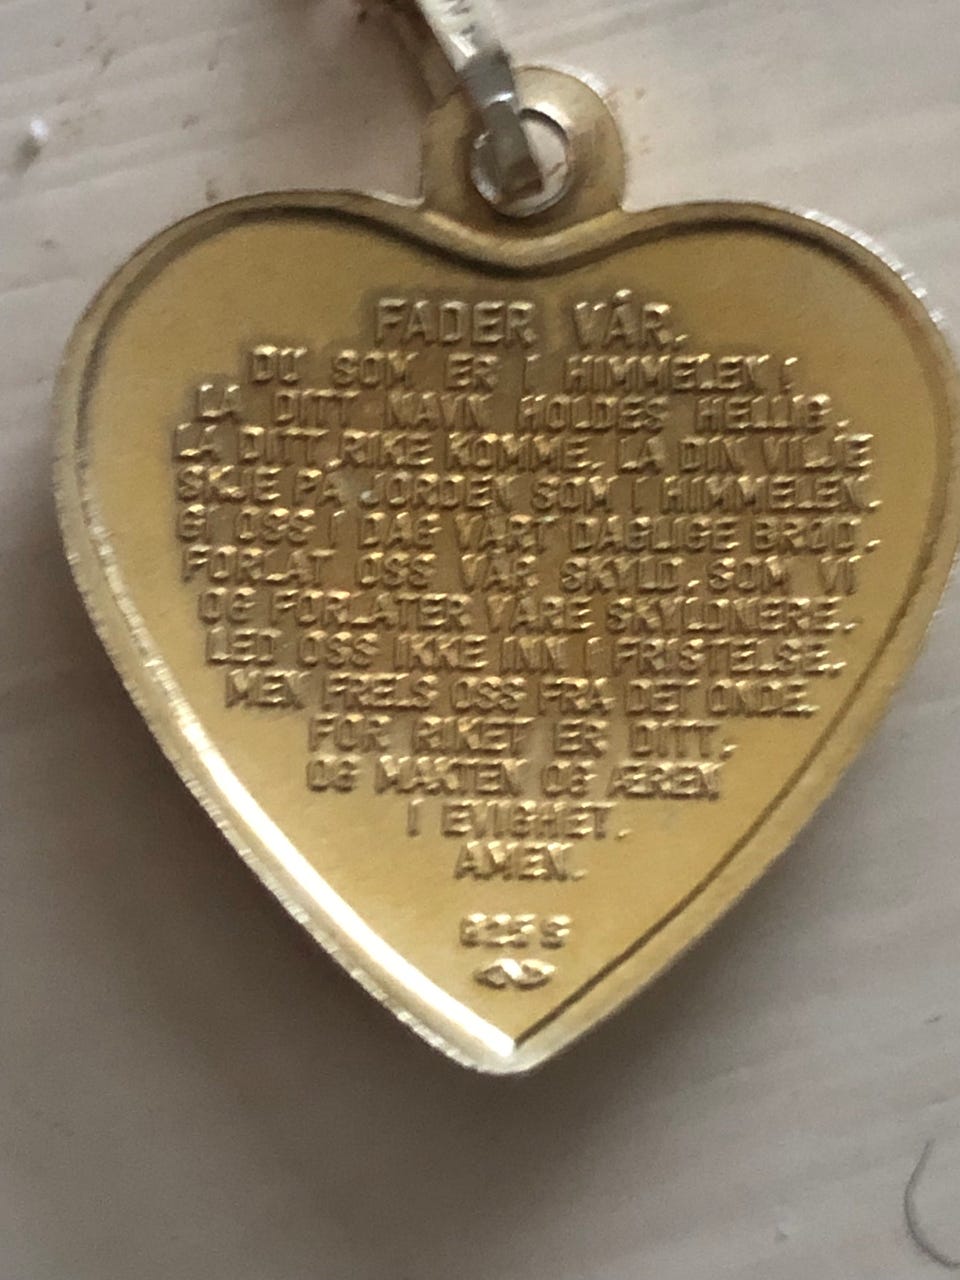 FADER VÅR.
DU SOM ER I HIMMELEN!
LA DITT NAVN HOLDES HELLIG.
LA DITT RIKE KOMME. LA DIN VILJE
SKJE PÅ JORDEN SOM I HIMMELEN.
GI OSS I DAG VÅRT DAGLIGE BRØD.
FORLAT OSS VÅR SKYLD. SOM VI
OG FORLATER VÅRE SKYLDNERE.
LED OSS IKKE INN I FRISTELSE.
MEN FRELS OSS FRA DET ONDE.
FOR RIKET ER DITT.
OG MAKTEN OG ÆREN
I EVIGHET.
AMEN.
925 S